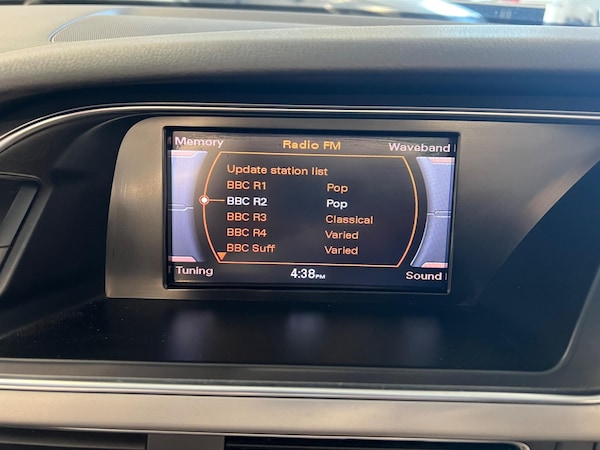 Memory Radio FM Waveband
Update station list
BBC R1 Pop
BBC R2 Pop
BBC R3 Classical
BBC R4 Varied
BBC Suff Varied
Tuning 4:38PM Sound